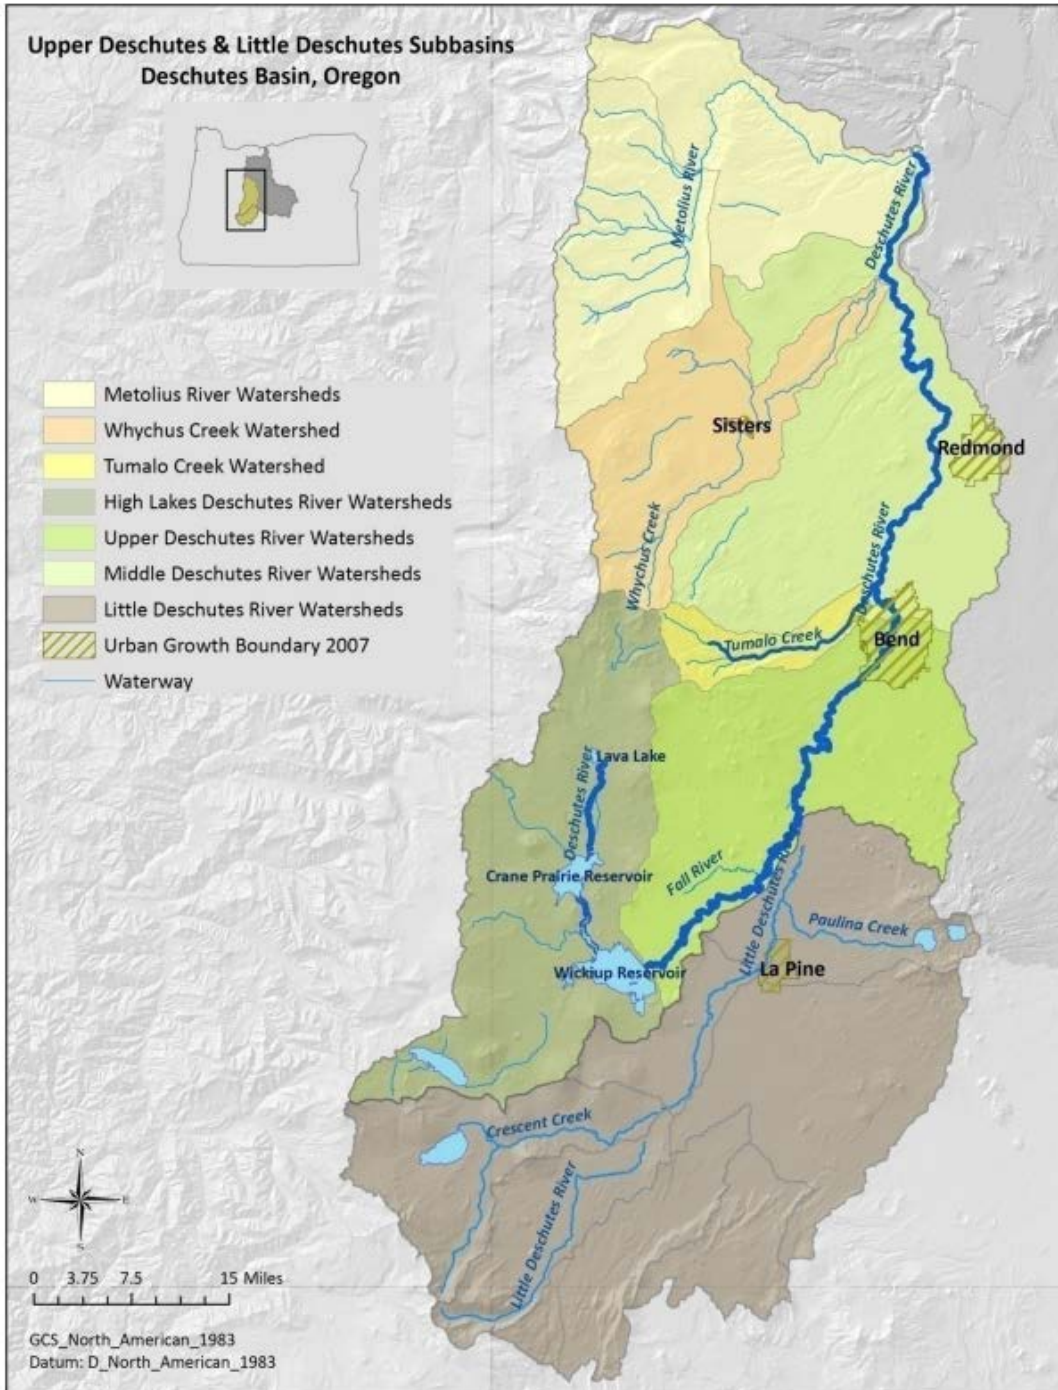 Upper Deschutes & Little Deschutes Subbasins
Deschutes Basin, Oregon
Metolius River Watersheds
Whychus Creek Watershed
Tumalo Creek Watershed
High Lakes Deschutes River Watersheds
Upper Deschutes River Watersheds
Middle Deschutes River Watersheds
Little Deschutes River Watersheds
Urban Growth Boundary 2007
Waterway
Metolius River
Deschutes River
Sisters
Redmond
Whychus Creek
Deschutes River
Tumalo Creek
Bend
Lava Lake
Deschutes River
Crane Prairie Reservoir
Fall River
Little Deschutes River
Paulina Creek
Wickiup Reservoir
La Pine
Crescent Creek
Little Deschutes River
N
W
E
S
0 3.75 7.5 15 Miles
GCS_North_American_1983
Datum: D_North_American_1983